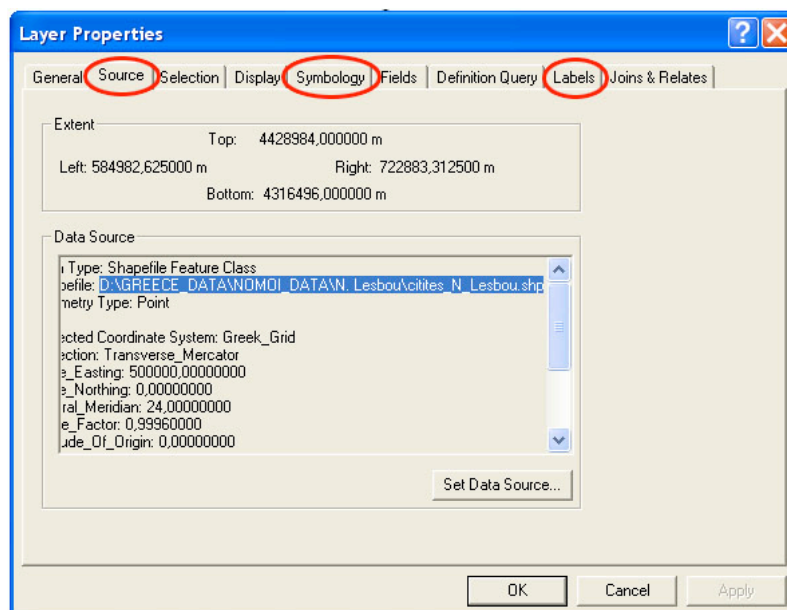 Layer Properties
General Source Selection Display Symbology Fields Definition Query Labels Joins & Relates
Extent
Top: 4428984,000000 m
Left: 584982,625000 m Right: 722883,312500 m
Bottom: 4316496,000000 m
Data Source
Type: Shapefile Feature Class
pefile: D:\GREECE_DATA\NOMOI_DATA\N. Lesbou\citites_N_Lesbou.shp
metry Type: Point
ected Coordinate System: Greek_Grid
ection: Transverse_Mercator
e_Easting: 500000,00000000
e_Northing: 0,00000000
ral_Meridian: 24,00000000
e_Factor: 0,99960000
ude_Of_Origin: 0,00000000
Set Data Source...
OK Cancel Apply